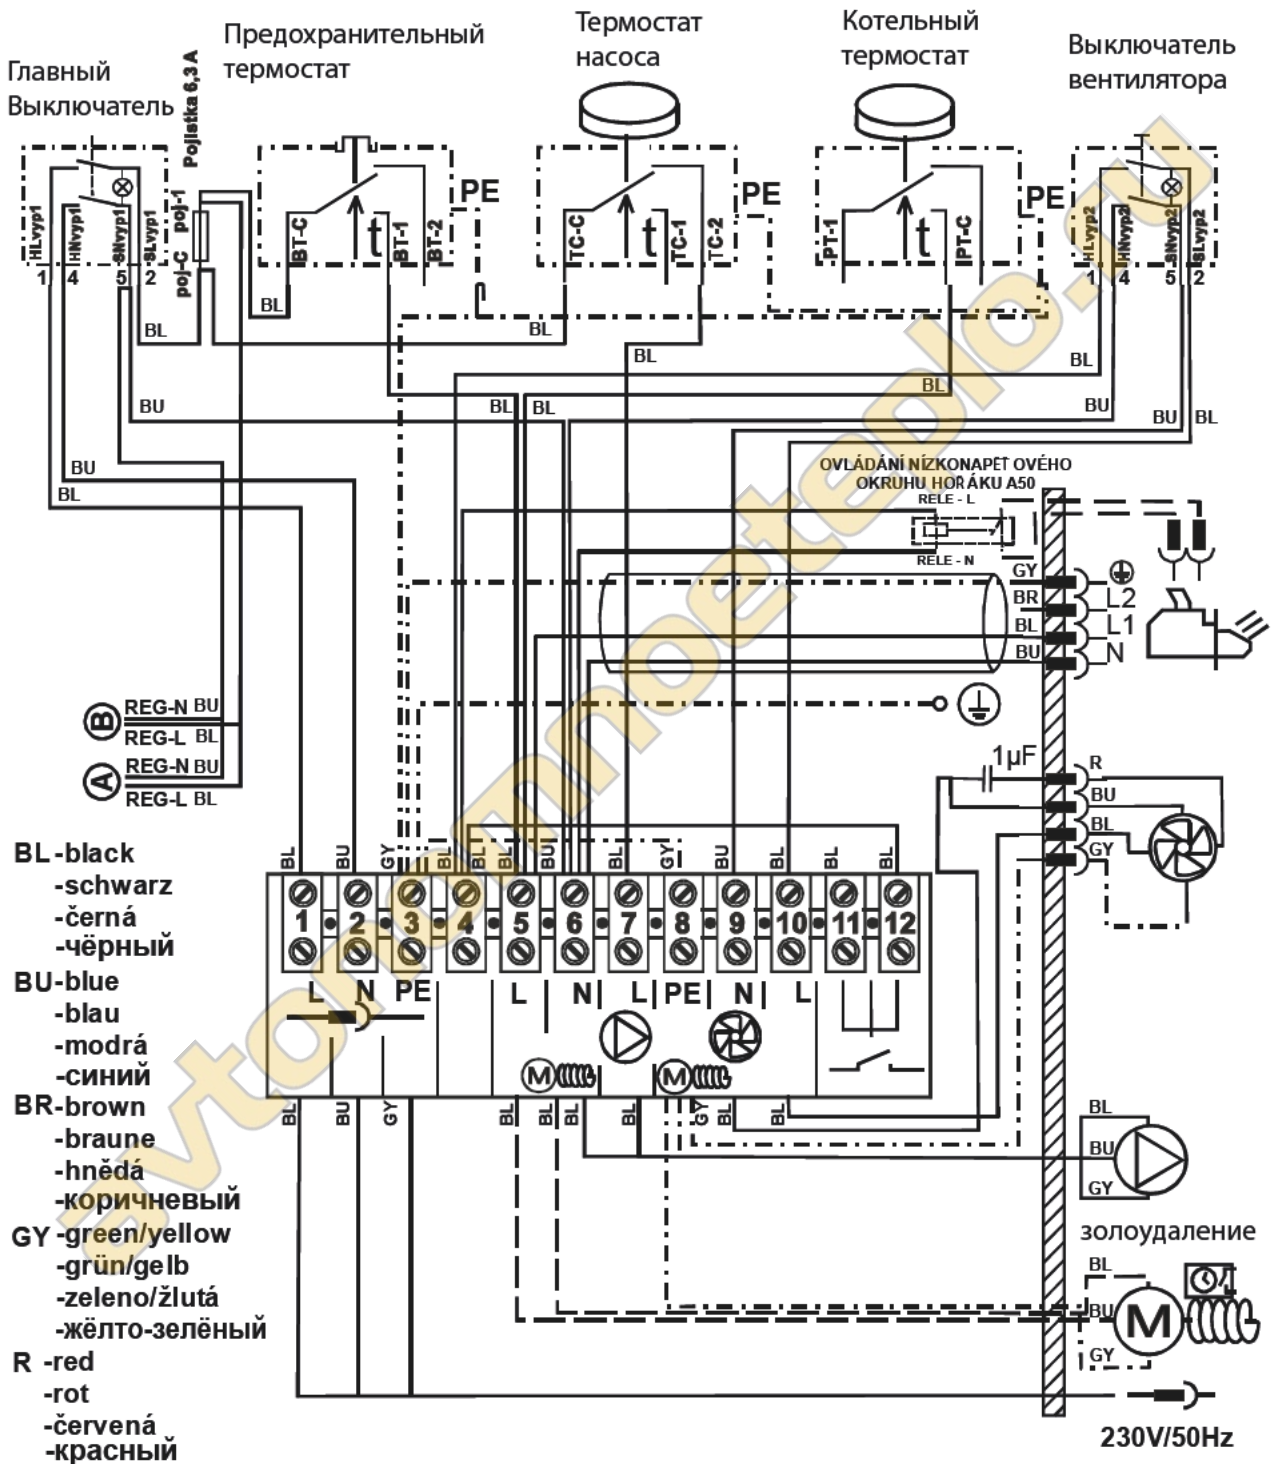 Главный
Выключатель
Pojistka 6,3 A
Предохранительный
термостат
Термостат
насоса
Котельный
термостат
Выключатель
вентилятора
HLvyp1
HNvyp1
SNvyp1
SLvyp1
1 4 5 2
poj-1
poj-C
BT-C
t
BT-1
BT-2
PE
TC-C
t
TC-1
TC-2
PE
PT-1
t
PT-C
PE
HLvyp2
HNvyp2
SNvyp2
SLvyp2
1 4 5 2
BL
BL
BL
BL
BL
BL
BU
BL
BL
BU
BU
BL
BU
BL
OVLÁDÁNÍ NÍZKONAPĚŤ OVÉHO
OKRUHU HOŘÁKU A50
RELE - L
RELE - N
GY
BR
L2
BL
L1
BU
N
B
REG-N BU
REG-L BL
A
REG-N BU
REG-L BL
1µF
R
BU
BL
GY
BL
BU
GY
BL
BL
BL
BU
BL
GY
BU
BL
BL
BL
1 2 3 4 5 6 7 8 9 10 11 12
L N PE L N L PE N L
M
M
BL
BU
GY
BL
BL
BL
GY
BL
BL
BL-black
-schwarz
-černá
-чёрный
BU-blue
-blau
-modrá
-синий
BR-brown
-braune
-hnědá
-коричневый
GY-green/yellow
-grün/gelb
-zeleno/žlutá
-жёлто-зелёный
R -red
-rot
-červená
-красный
BL
BU
GY
золоудаление
BL
BU
GY
M
230V/50Hz
avtonomnoeteplo.ru